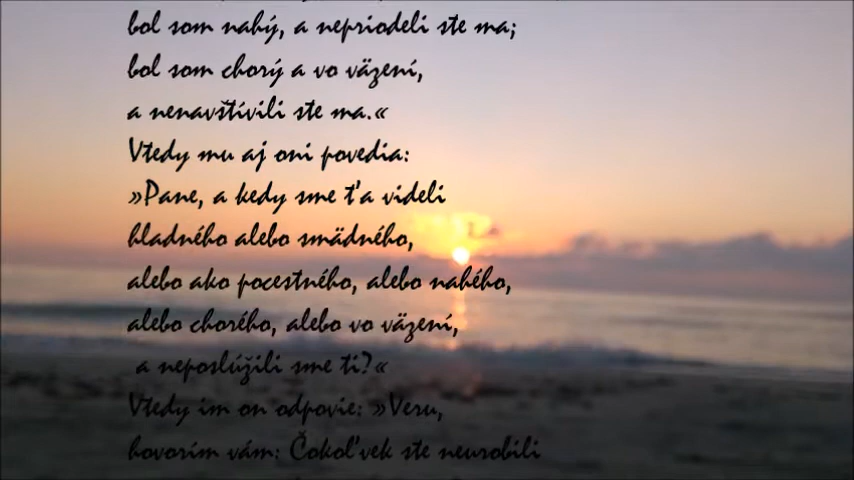 bol som nahý, a nepriodeli ste ma;
bol som chorý a vo väzení,
a nenavštívili ste ma.«
Vtedy mu aj oni povedia:
»Pane, a kedy sme ťa videli
hladného alebo smädného,
alebo ako pocestného, alebo nahého,
alebo chorého, alebo vo väzení,
a neposlúžili sme ti?«
Vtedy im on odpovie: »Veru,
hovorím vám: Čokoľvek ste neurobili